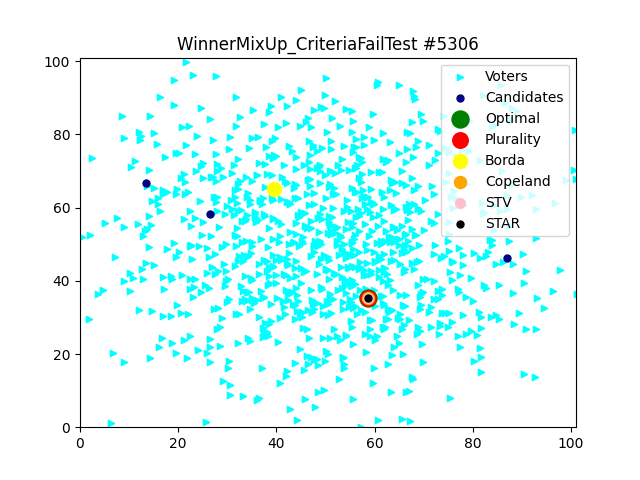 WinnerMixUp_CriteriaFailTest #5306
Voters
Candidates
Optimal
Plurality
Borda
Copeland
STV
STAR
100
80
60
40
20
0
0 20 40 60 80 100